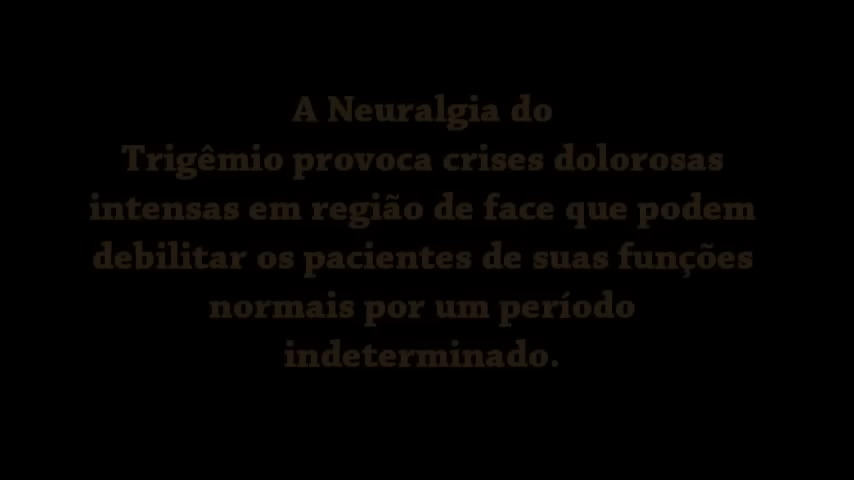 A Neuralgia do
Trigêmio provoca crises dolorosas
intensas em região de face que podem
debilitar os pacientes de suas funções
normais por um período
indeterminado.